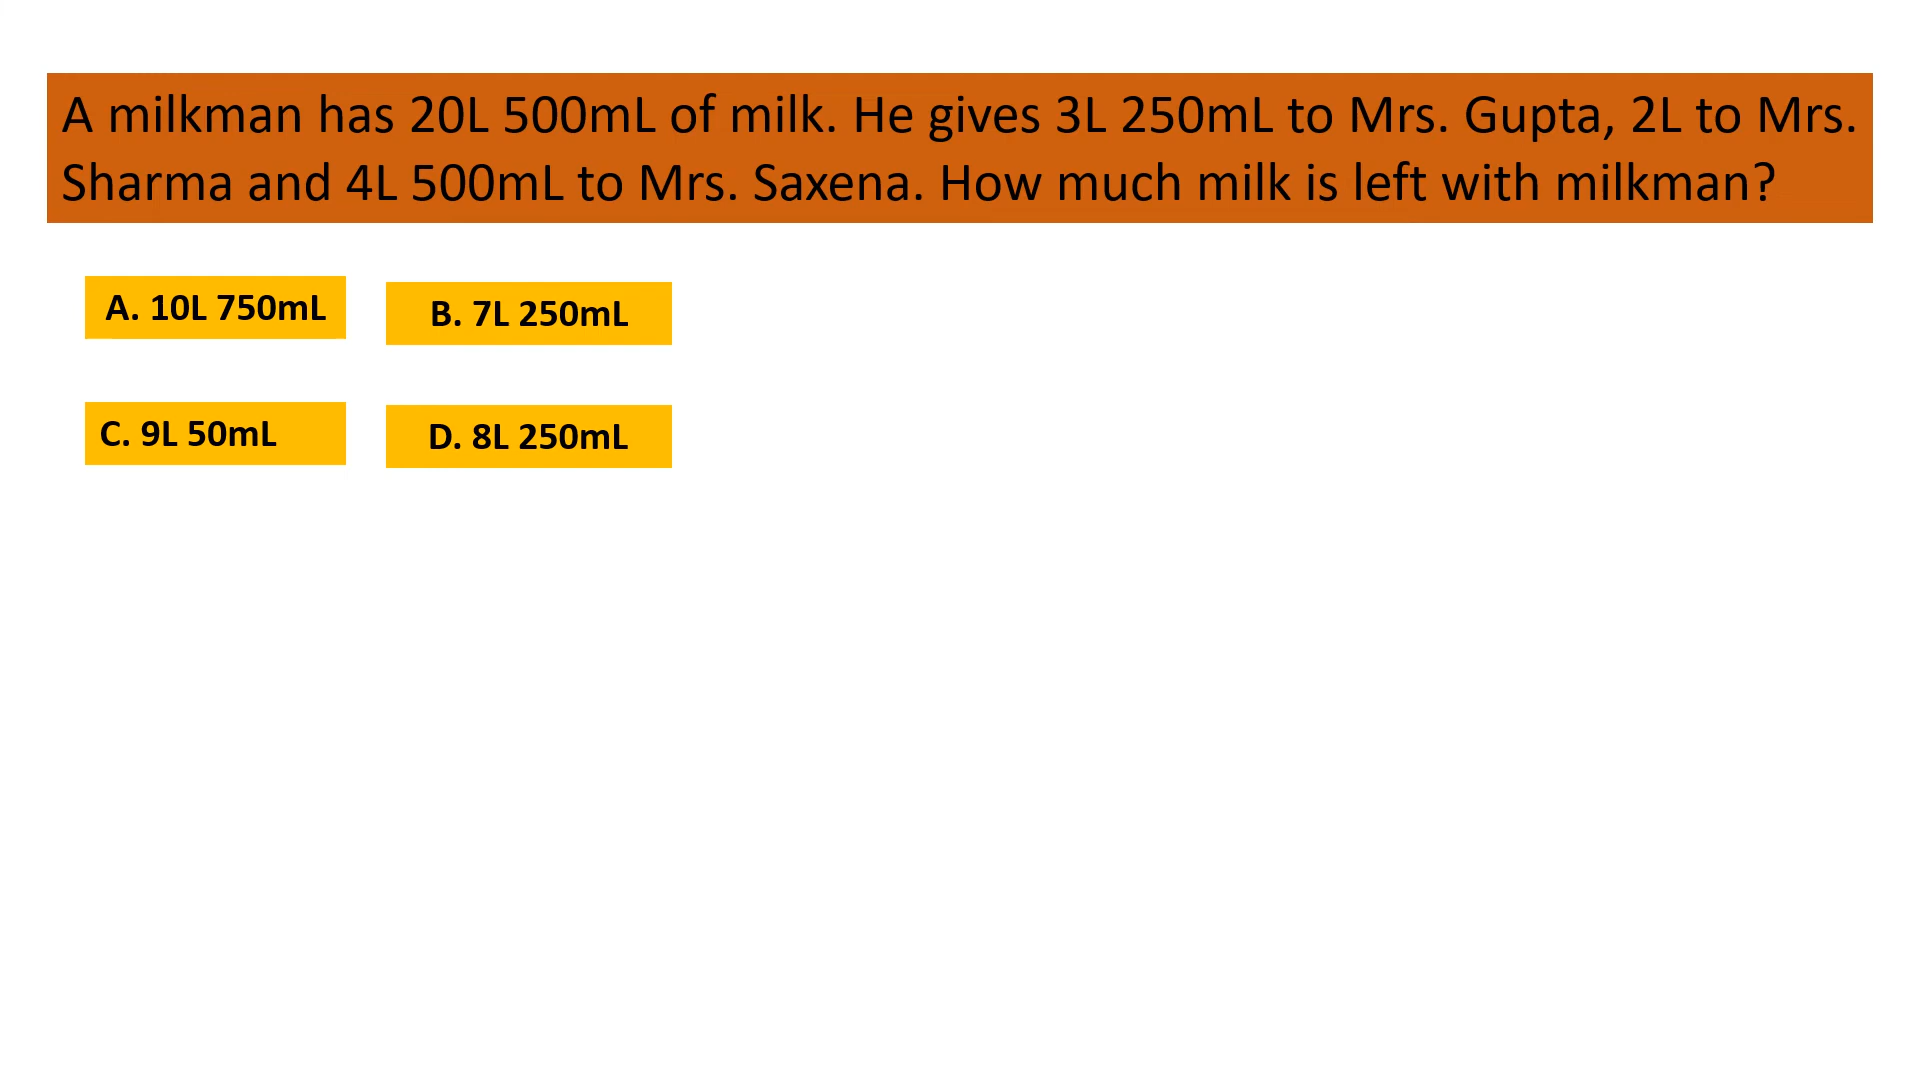 A milkman has 20L 500mL of milk. He gives 3L 250mL to Mrs. Gupta, 2L to Mrs.
Sharma and 4L 500mL to Mrs. Saxena. How much milk is left with milkman?
A. 10L 750mL
B. 7L 250mL
C. 9L 50mL
D. 8L 250mL